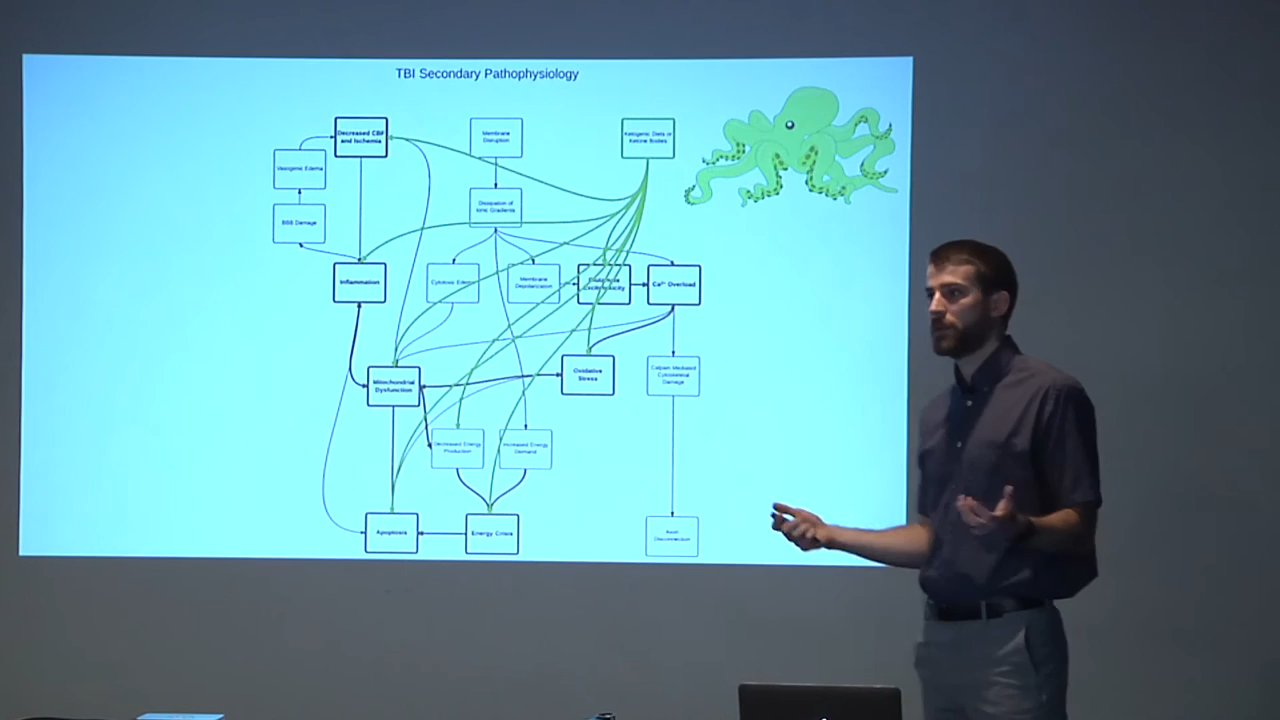 TBI Secondary Pathophysiology
Decreased CBF
and Ischemia
Membrane
Disruption
Ketogenic Diets or
Ketone Bodies
Vasogenic Edema
Dissipation of
Ionic Gradients
BBB Damage
Inflammation
Cytotoxic Edema
Membrane
Depolarization
Glutamate
Excitotoxicity
Ca²⁺ Overload
Mitochondrial
Dysfunction
Oxidative
Stress
Calpain Mediated
Cytoskeletal
Damage
Decreased Energy
Production
Increased Energy
Demand
Apoptosis
Energy Crisis
Axon
Disconnection